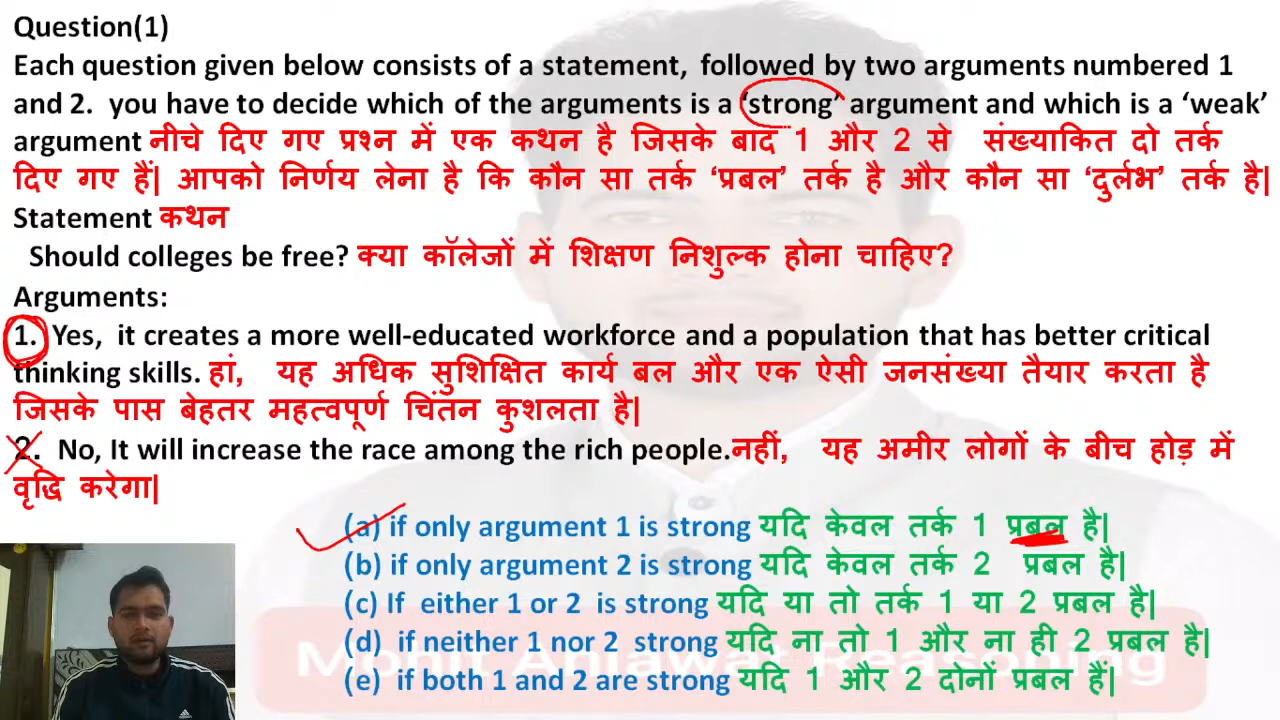 Question(1)
Each question given below consists of a statement, followed by two arguments numbered 1
and 2. you have to decide which of the arguments is a ‘strong’ argument and which is a ‘weak’
argument नीचे दिए गए प्रश्न में एक कथन है जिसके बाद 1 और 2 से संख्याकित दो तर्क
दिए गए हैं| आपको निर्णय लेना है कि कौन सा तर्क ‘प्रबल’ तर्क है और कौन सा ‘दुर्लभ’ तर्क है|
Statement कथन
Should colleges be free? क्या कॉलेजों में शिक्षण निशुल्क होना चाहिए?
Arguments:
1. Yes, it creates a more well-educated workforce and a population that has better critical
thinking skills. हां, यह अधिक सुशिक्षित कार्य बल और एक ऐसी जनसंख्या तैयार करता है
जिसके पास बेहतर महत्वपूर्ण चिंतन कुशलता है|
2. No, It will increase the race among the rich people.नहीं, यह अमीर लोगों के बीच होड़ में
वृद्धि करेगा|
(a) if only argument 1 is strong यदि केवल तर्क 1 प्रबल है|
(b) if only argument 2 is strong यदि केवल तर्क 2 प्रबल है|
(c) If either 1 or 2 is strong यदि या तो तर्क 1 या 2 प्रबल है|
(d) if neither 1 nor 2 strong यदि ना तो 1 और ना ही 2 प्रबल है|
Mohit Ahlawat Reasoning
(e) if both 1 and 2 are strong यदि 1 और 2 दोनों प्रबल हैं|